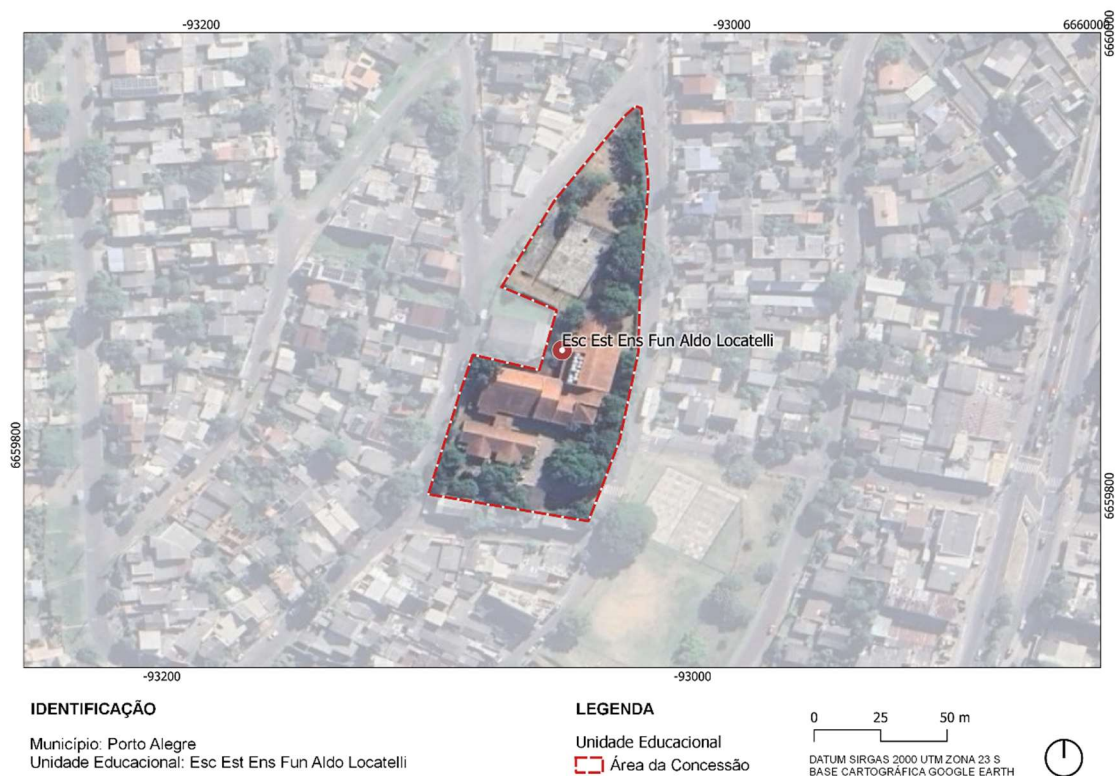 -93200 -93000 6660000
6660000
6659800
6659800
Esc Est Ens Fun Aldo Locatelli
-93200 -93000
IDENTIFICAÇÃO
Município: Porto Alegre
Unidade Educacional: Esc Est Ens Fun Aldo Locatelli
LEGENDA
Unidade Educacional
Área da Concessão
0 25 50 m
DATUM SIRGAS 2000 UTM ZONA 23 S
BASE CARTOGRÁFICA GOOGLE EARTH